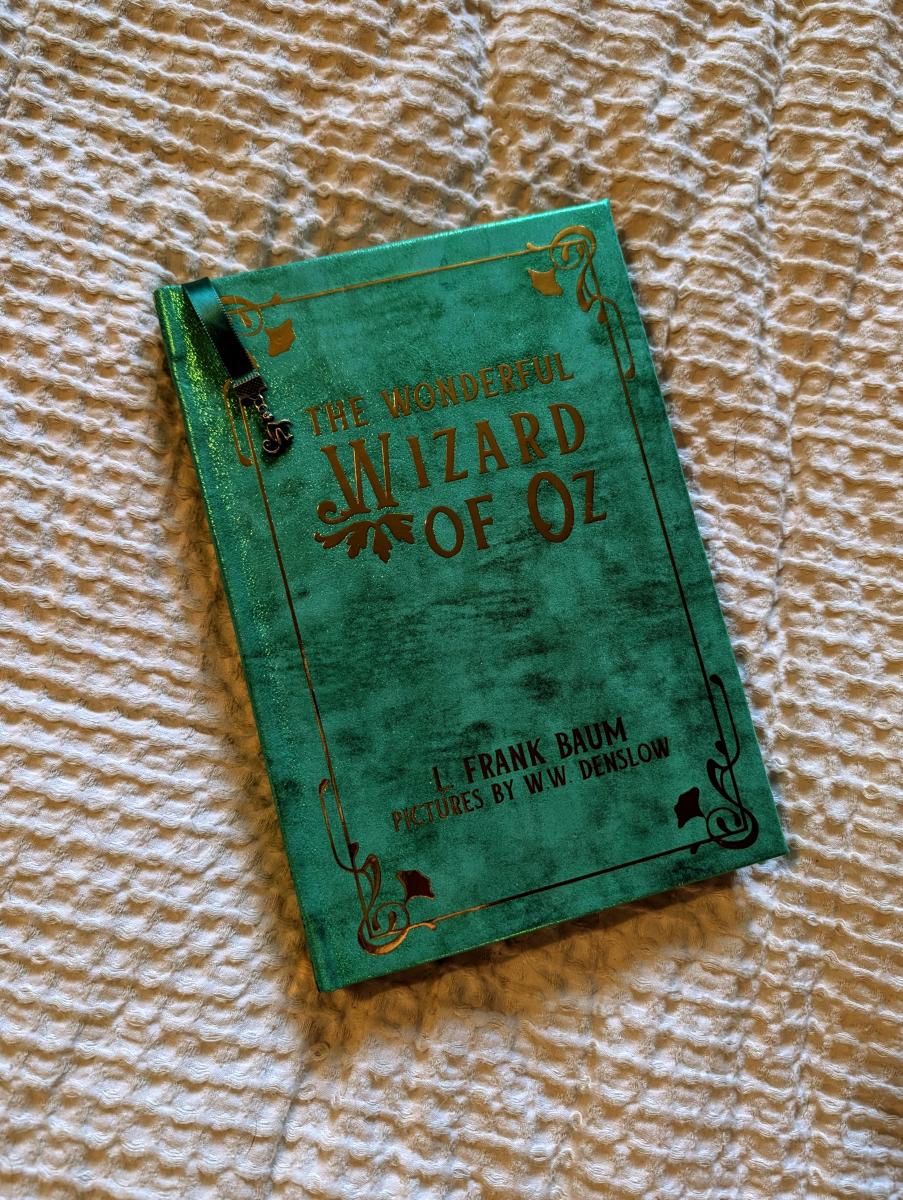 THE WONDERFUL
WIZARD
OF OZ
L. FRANK BAUM
PICTURES BY W.W. DENSLOW